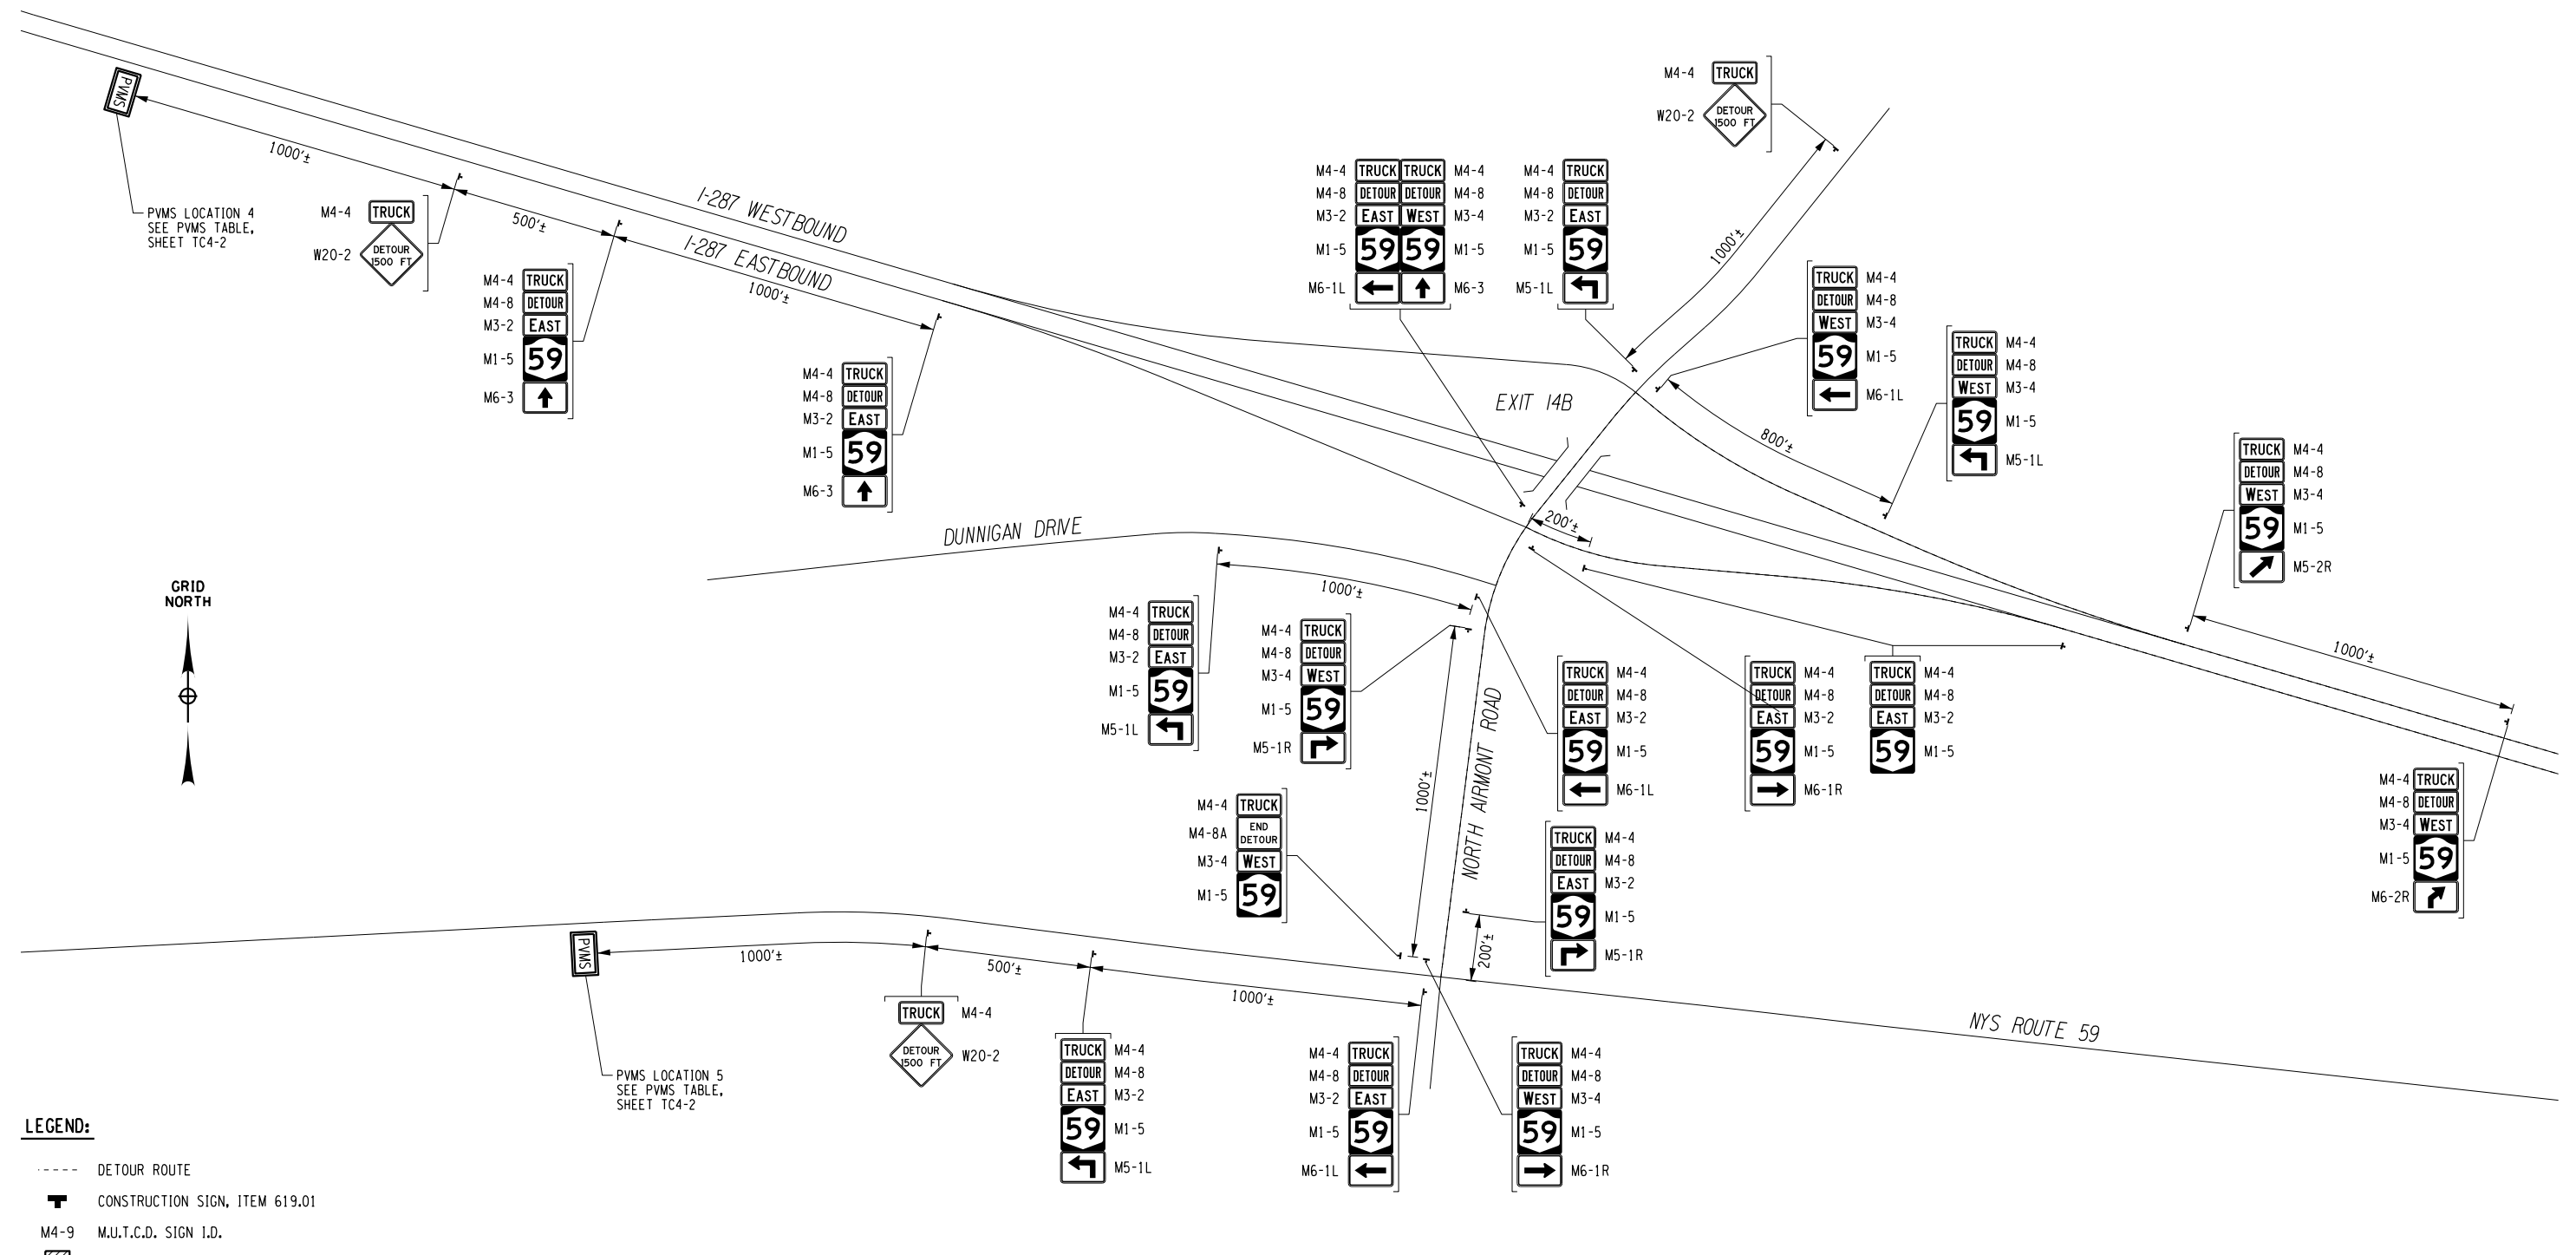 PVMS
1000'±
PVMS LOCATION 4
SEE PVMS TABLE,
SHEET TC4-2
M4-4 TRUCK
W20-2 DETOUR
1500 FT
500'±
M4-4 TRUCK
M4-8 DETOUR
M3-2 EAST
M1-5 59
M6-3
I-287 WESTBOUND
I-287 EASTBOUND
1000'±
M4-4 TRUCK
M4-8 DETOUR
M3-2 EAST
M1-5 59
M6-3
M4-4 TRUCK TRUCK M4-4
M4-8 DETOUR DETOUR M4-8
M3-2 EAST WEST M3-4
M1-5 59 59 M1-5
M6-1L M6-3
M4-4 TRUCK
M4-8 DETOUR
M3-2 EAST
M1-5 59
M5-1L
M4-4 TRUCK
W20-2 DETOUR
1500 FT
1000'±
TRUCK M4-4
DETOUR M4-8
WEST M3-4
59 M1-5
M6-1L
TRUCK M4-4
DETOUR M4-8
WEST M3-4
59 M1-5
M5-1L
EXIT 14B
800'±
200'±
TRUCK M4-4
DETOUR M4-8
WEST M3-4
59 M1-5
M5-2R
1000'±
DUNNIGAN DRIVE
1000'±
GRID
NORTH
M4-4 TRUCK
M4-8 DETOUR
M3-2 EAST
M1-5 59
M5-1L
M4-4 TRUCK
M4-8 DETOUR
M3-4 WEST
M1-5 59
M5-1R
TRUCK M4-4
DETOUR M4-8
EAST M3-2
59 M1-5
M6-1L
TRUCK M4-4
DETOUR M4-8
EAST M3-2
59 M1-5
M6-1R
TRUCK M4-4
DETOUR M4-8
EAST M3-2
59 M1-5
M4-4 TRUCK
M4-8 DETOUR
M3-4 WEST
M1-5 59
M6-2R
NORTH AIRMONT ROAD
1000'±
M4-4 TRUCK
M4-8A END
DETOUR
M3-4 WEST
M1-5 59
TRUCK M4-4
DETOUR M4-8
EAST M3-2
59 M1-5
M5-1R
200'±
PVMS
1000'±
500'±
1000'±
NYS ROUTE 59
PVMS LOCATION 5
SEE PVMS TABLE,
SHEET TC4-2
TRUCK M4-4
DETOUR
1500 FT W20-2
TRUCK M4-4
DETOUR M4-8
EAST M3-2
59 M1-5
M5-1L
M4-4 TRUCK
M4-8 DETOUR
M3-2 EAST
M1-5 59
M6-1L
TRUCK M4-4
DETOUR M4-8
WEST M3-4
59 M1-5
M6-1R
LEGEND:
DETOUR ROUTE
CONSTRUCTION SIGN, ITEM 619.01
M4-9 M.U.T.C.D. SIGN I.D.